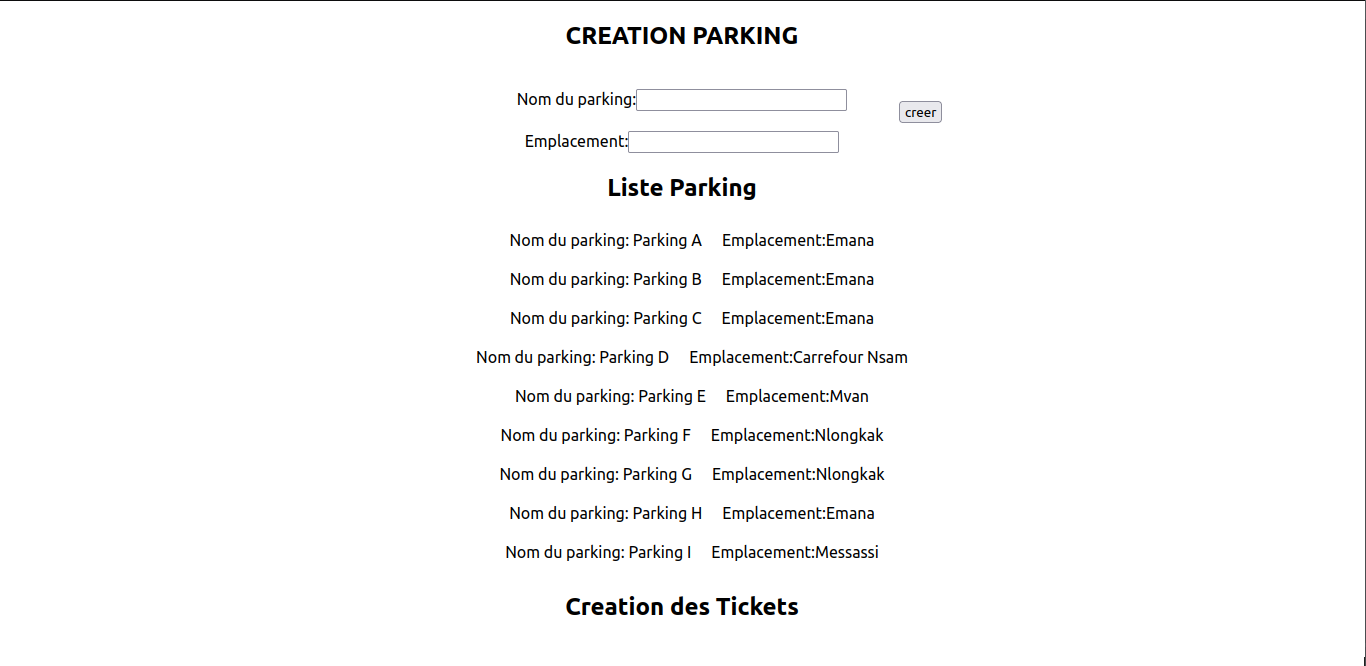 CREATION PARKING
Nom du parking:
creer
Emplacement:
Liste Parking
Nom du parking: Parking A Emplacement:Emana
Nom du parking: Parking B Emplacement:Emana
Nom du parking: Parking C Emplacement:Emana
Nom du parking: Parking D Emplacement:Carrefour Nsam
Nom du parking: Parking E Emplacement:Mvan
Nom du parking: Parking F Emplacement:Nlongkak
Nom du parking: Parking G Emplacement:Nlongkak
Nom du parking: Parking H Emplacement:Emana
Nom du parking: Parking I Emplacement:Messassi
Creation des Tickets